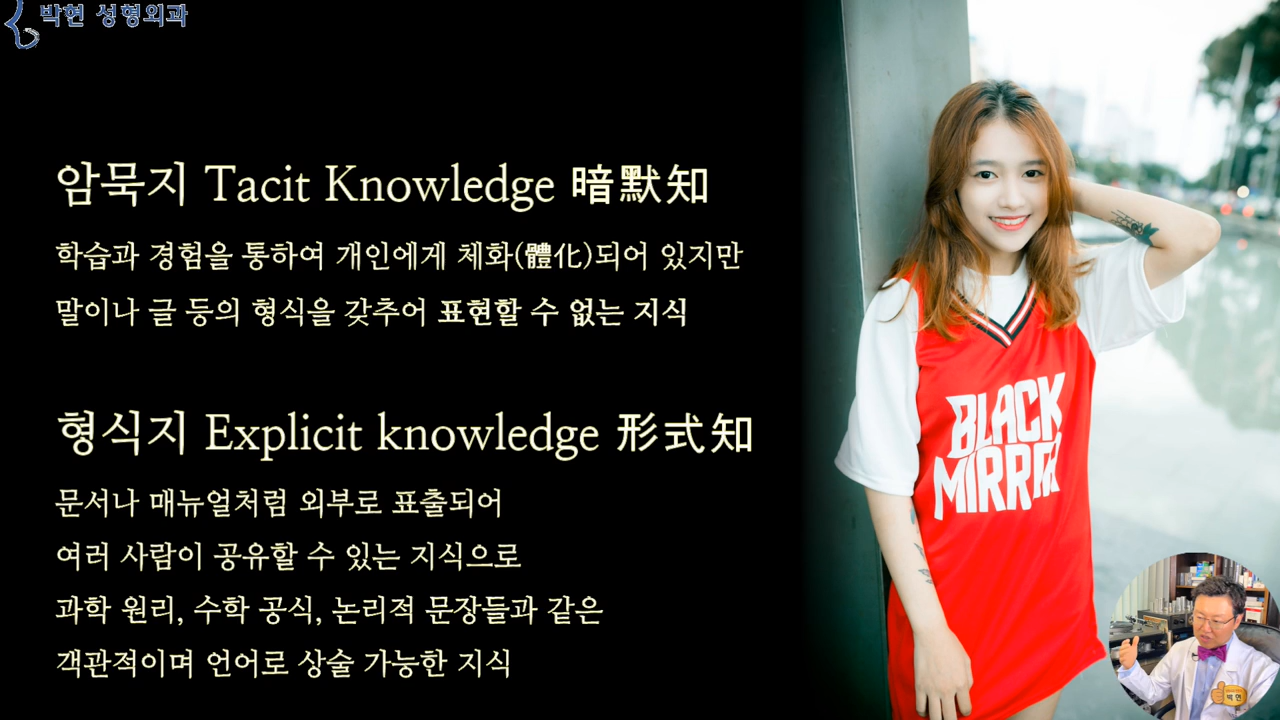 박현 성형외과
암묵지 Tacit Knowledge 暗默知
학습과 경험을 통하여 개인에게 체화(體化)되어 있지만
말이나 글 등의 형식을 갖추어 표현할 수 없는 지식
형식지 Explicit knowledge 形式知
문서나 매뉴얼처럼 외부로 표출되어
여러 사람이 공유할 수 있는 지식으로
과학 원리, 수학 공식, 논리적 문장들과 같은
객관적이며 언어로 상술 가능한 지식
BLACK
MIRROR
박현